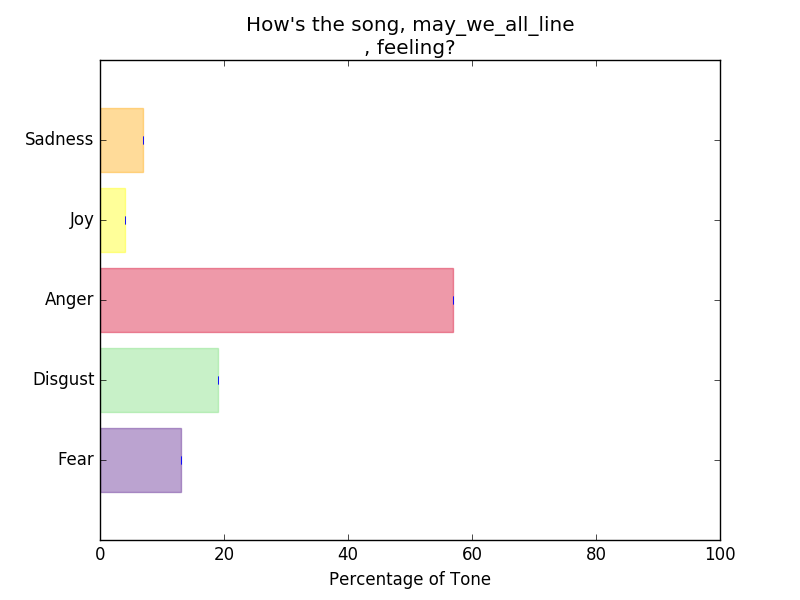 How's the song, may_we_all_line
, feeling?
Sadness
Joy
Anger
Disgust
Fear
0 20 40 60 80 100
Percentage of Tone